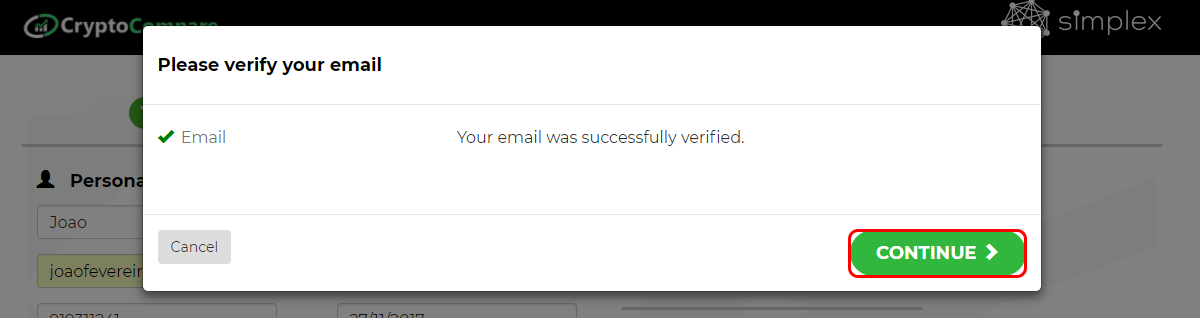 CryptoCompare
simplex
Please verify your email
Email
Your email was successfully verified.
Persona
Joao
Cancel
CONTINUE
joaofevereir
919311241
27/11/2017